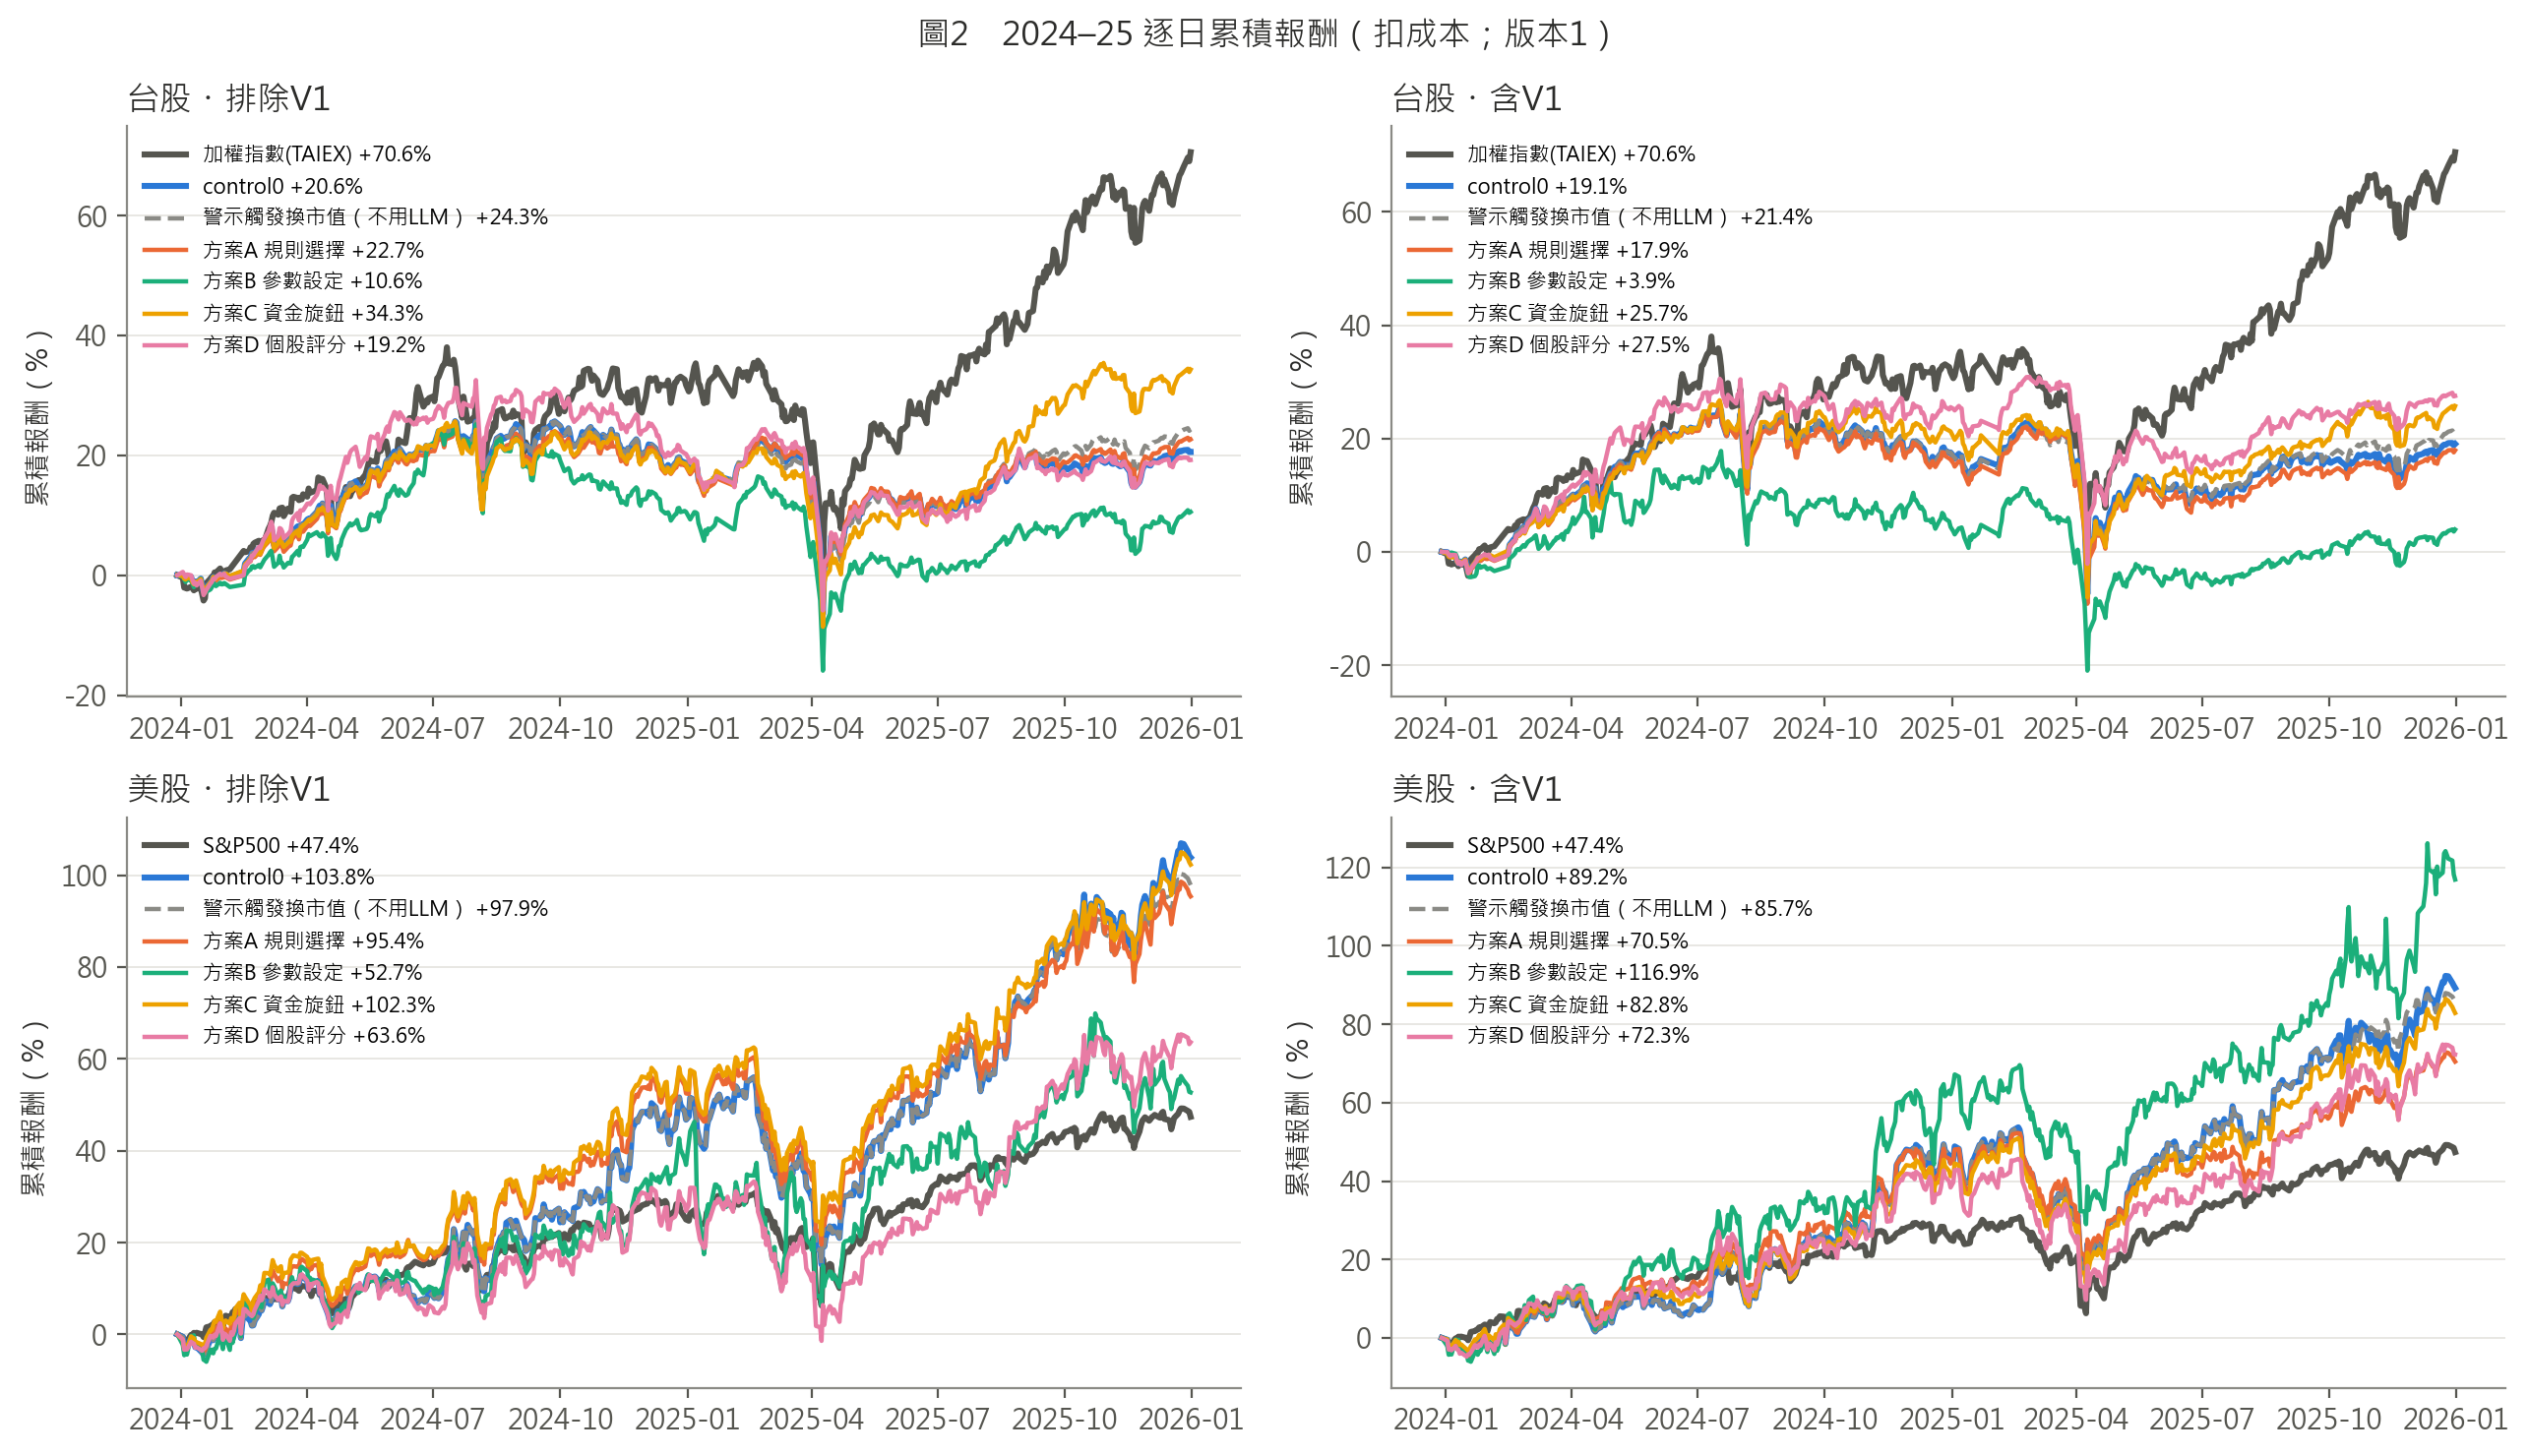 圖2　2024–25 逐日累積報酬（扣成本；版本1）
台股・排除V1
累積報酬（%）
60
40
20
0
-20
加權指數(TAIEX) +70.6%
control0 +20.6%
警示觸發換市值（不用LLM） +24.3%
方案A 規則選擇 +22.7%
方案B 參數設定 +10.6%
方案C 資金旋鈕 +34.3%
方案D 個股評分 +19.2%
2024-01 2024-04 2024-07 2024-10 2025-01 2025-04 2025-07 2025-10 2026-01
台股・含V1
累積報酬（%）
60
40
20
0
-20
加權指數(TAIEX) +70.6%
control0 +19.1%
警示觸發換市值（不用LLM） +21.4%
方案A 規則選擇 +17.9%
方案B 參數設定 +3.9%
方案C 資金旋鈕 +25.7%
方案D 個股評分 +27.5%
2024-01 2024-04 2024-07 2024-10 2025-01 2025-04 2025-07 2025-10 2026-01
美股・排除V1
累積報酬（%）
100
80
60
40
20
0
S&P500 +47.4%
control0 +103.8%
警示觸發換市值（不用LLM） +97.9%
方案A 規則選擇 +95.4%
方案B 參數設定 +52.7%
方案C 資金旋鈕 +102.3%
方案D 個股評分 +63.6%
2024-01 2024-04 2024-07 2024-10 2025-01 2025-04 2025-07 2025-10 2026-01
美股・含V1
累積報酬（%）
120
100
80
60
40
20
0
S&P500 +47.4%
control0 +89.2%
警示觸發換市值（不用LLM） +85.7%
方案A 規則選擇 +70.5%
方案B 參數設定 +116.9%
方案C 資金旋鈕 +82.8%
方案D 個股評分 +72.3%
2024-01 2024-04 2024-07 2024-10 2025-01 2025-04 2025-07 2025-10 2026-01